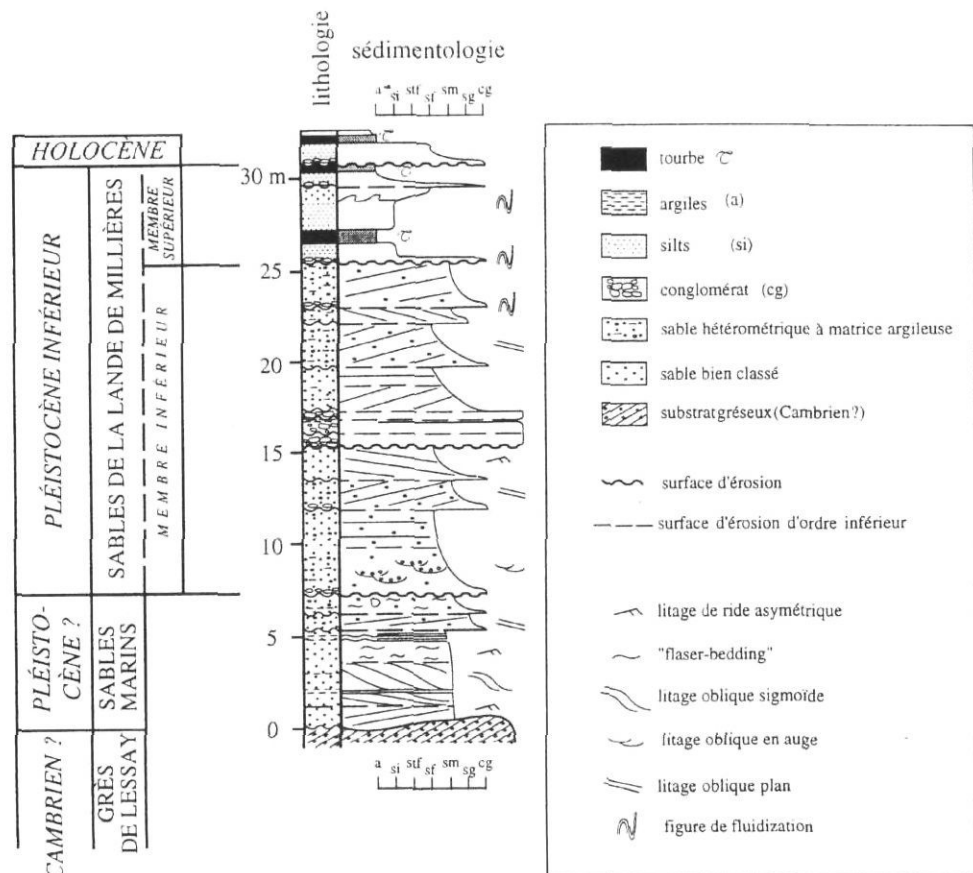 lithologie
sédimentologie
a si stf sf sm sg cg
HOLOCÈNE
PLÉISTOCÈNE INFÉRIEUR
SABLES DE LA LANDE DE MILLIÈRES
MEMBRE SUPÉRIEUR
MEMBRE INFÉRIEUR
PLÉISTO-
CÈNE ?
SABLES
MARINS
CAMBRIEN ?
GRÈS
DE LESSAY
30 m
25
20
15
10
5
0
τ
τ
τ
a si stf sf sm sg cg
tourbe τ
argiles (a)
silts (si)
conglomérat (cg)
sable hétérométrique à matrice argileuse
sable bien classé
substrat gréseux (Cambrien ?)
surface d'érosion
surface d'érosion d'ordre inférieur
litage de ride asymétrique
"flaser-bedding"
litage oblique sigmoïde
litage oblique en auge
litage oblique plan
figure de fluidization